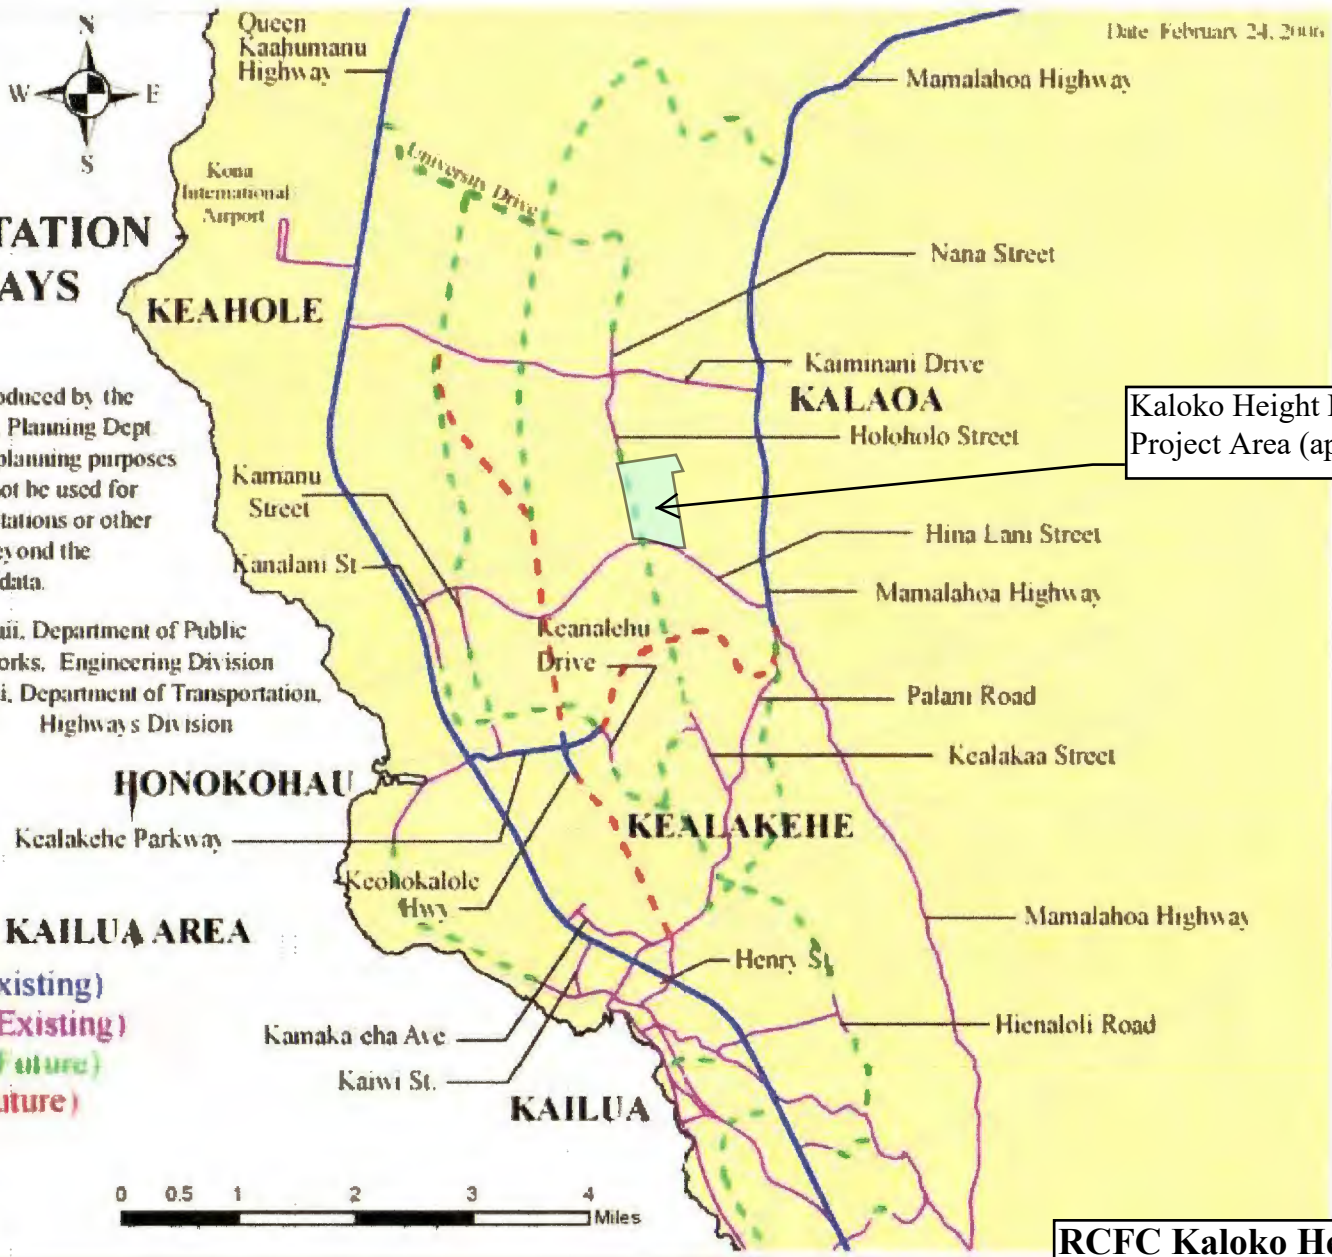 N
W E
S
Queen
Kaahumanu
Highway
Date February 24, 2006
Mamalahoa Highway
University Drive
Kona
International
Airport
TATION
AYS
Nana Street
KEAHOLE
Kaiminani Drive
KALAOA
Holoholo Street
Kaloko Height
Project Area (ap
oduced by the
Planning Dept
planning purposes
not be used for
tations or other
eyond the
data.
Kamanu
Street
Kanalani St
Hina Lani Street
Mamalahoa Highway
aii, Department of Public
orks, Engineering Division
i, Department of Transportation,
Highways Division
Keanalehu
Drive
Palani Road
Kealakaa Street
HONOKOHAU
Kealakehe Parkway
KEALAKEHE
Keohokalole
Hwy
Mamalahoa Highway
KAILUA AREA
Henry St.
xisting)
Existing)
Future)
uture)
Kamaka eha Ave
Kaiwi St.
Hienaloli Road
KAILUA
0 0.5 1 2 3 4
Miles
RCFC Kaloko He